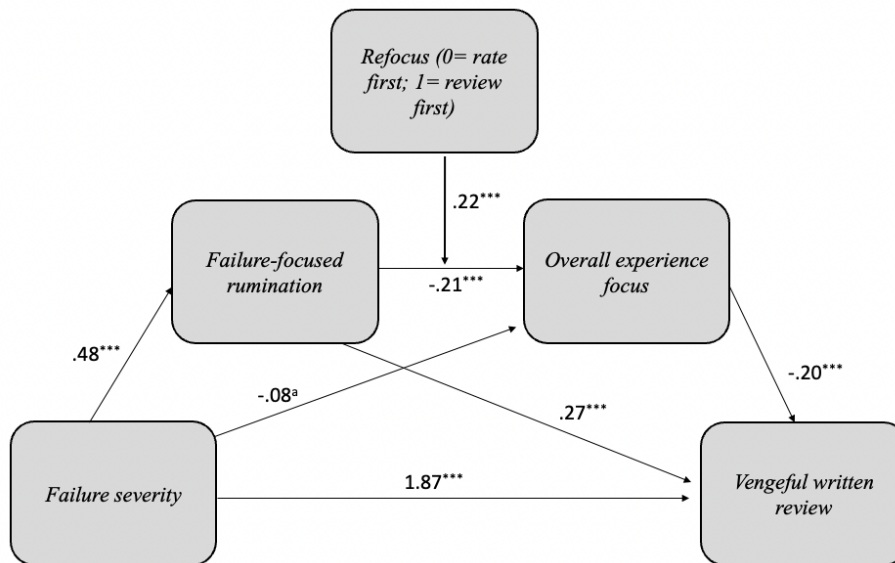 Refocus (0= rate
first; 1= review
first)
.22***
Failure-focused
rumination
-.21***
Overall experience
focus
.48***
-.08ª
.27***
-.20***
Failure severity
1.87***
Vengeful written
review